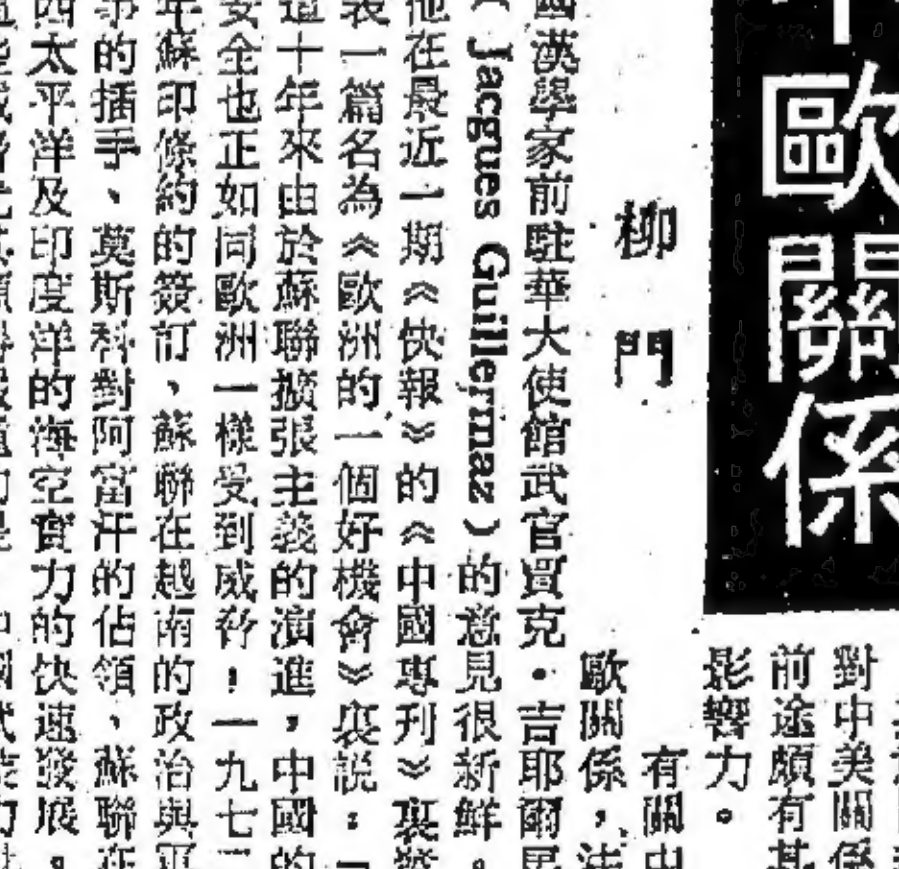 歐關係
對中美關係
前途頗有甚
影響力。
柳門
有關中
歐關係，法
國漢學家前駐華大使館武官賈克・吉耶爾民
（Jacgues Guillermaz）的意見很新鮮。
他在最近一期《快報》的《中國專刊》裏發
表一篇名為《歐洲的一個好機會》裏説：「
這十年來由於蘇聯擴張主義的演進，中國的
安全也正如同歐洲一樣受到威脅！一九七一
年蘇印條約的簽訂、蘇聯在越南的政治與軍
事的插手、莫斯科對阿富汗的佔領、蘇聯在
西太平洋及印度洋的海空實力的快速發展。